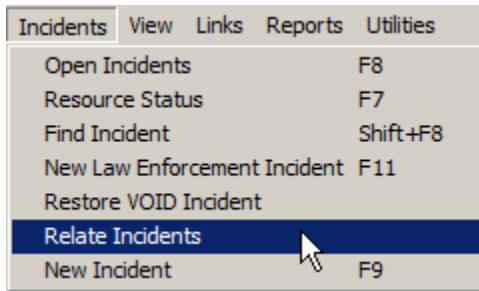 Incidents View Links Reports Utilities
Open Incidents F8
Resource Status F7
Find Incident Shift+F8
New Law Enforcement Incident F11
Restore VOID Incident
Relate Incidents
New Incident F9